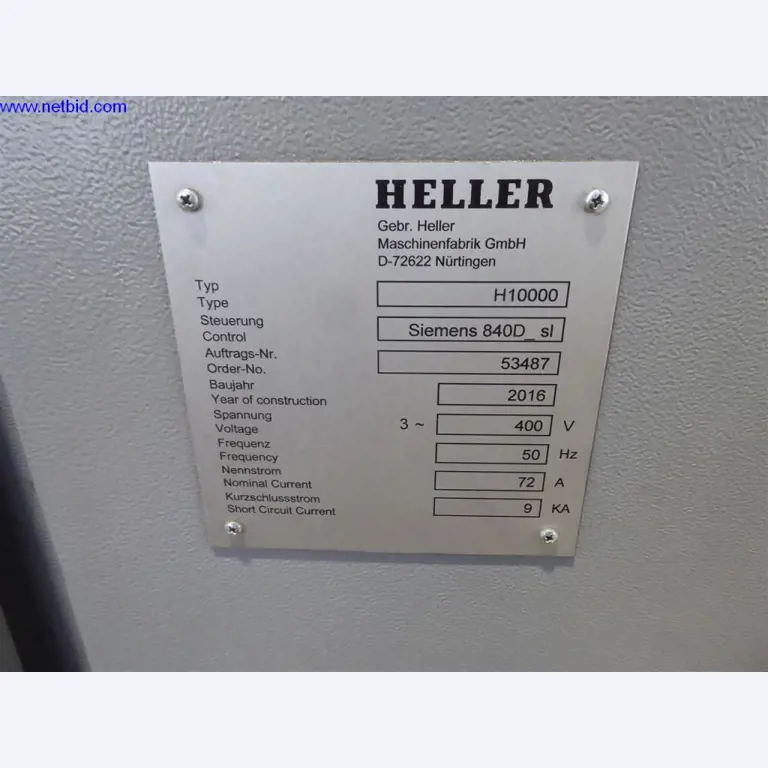 www.netbid.com
HELLER
Gebr. Heller
Maschinenfabrik GmbH
D-72622 Nürtingen
Typ
Type H10000
Steuerung
Control Siemens 840D_ sl
Auftrags-Nr.
Order-No. 53487
Baujahr
Year of construction 2016
Spannung
Voltage 3 ~ 400 V
Frequenz
Frequency 50 Hz
Nennstrom
Nominal Current 72 A
Kurzschlussstrom
Short Circuit Current 9 KA